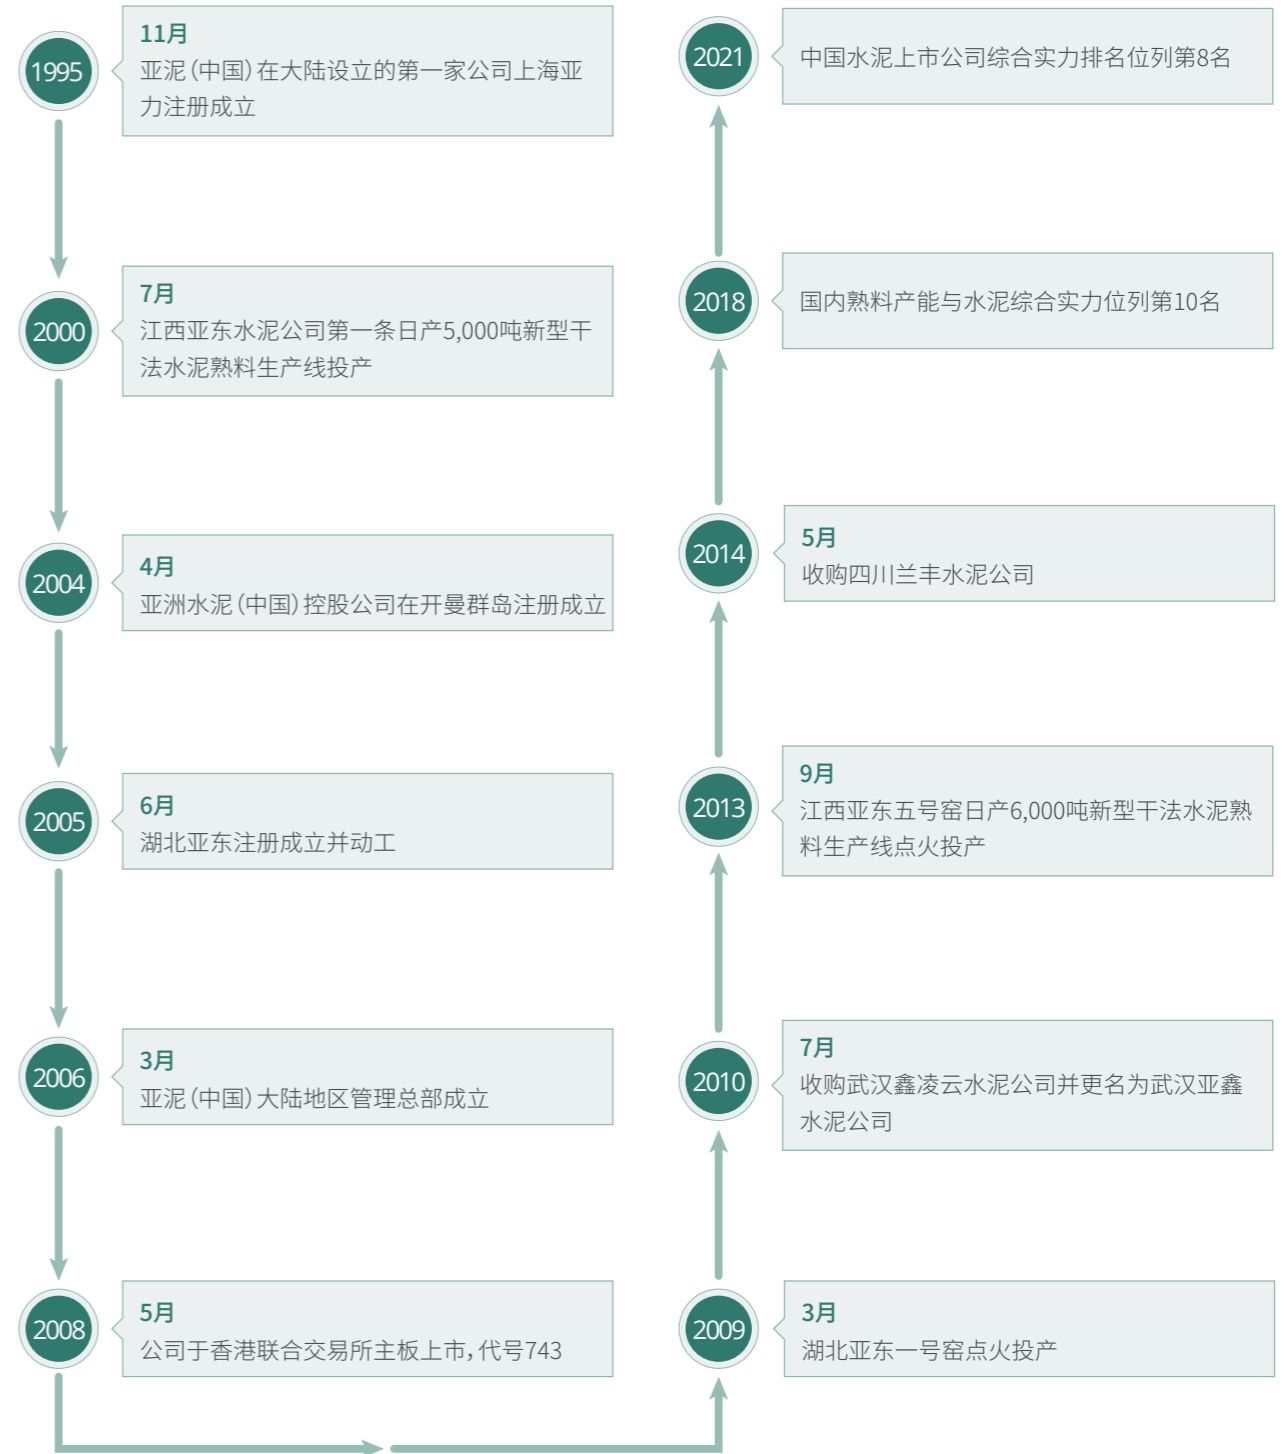 1995
11月
亚泥（中国）在大陆设立的第一家公司上海亚
力注册成立
2000
7月
江西亚东水泥公司第一条日产5,000吨新型干
法水泥熟料生产线投产
2004
4月
亚洲水泥（中国）控股公司在开曼群岛注册成立
2005
6月
湖北亚东注册成立并动工
2006
3月
亚泥（中国）大陆地区管理总部成立
2008
5月
公司于香港联合交易所主板上市，代号743
2009
3月
湖北亚东一号窑点火投产
2010
7月
收购武汉鑫凌云水泥公司并更名为武汉亚鑫
水泥公司
2013
9月
江西亚东五号窑日产6,000吨新型干法水泥熟
料生产线点火投产
2014
5月
收购四川兰丰水泥公司
2018
国内熟料产能与水泥综合实力位列第10名
2021
中国水泥上市公司综合实力排名位列第8名